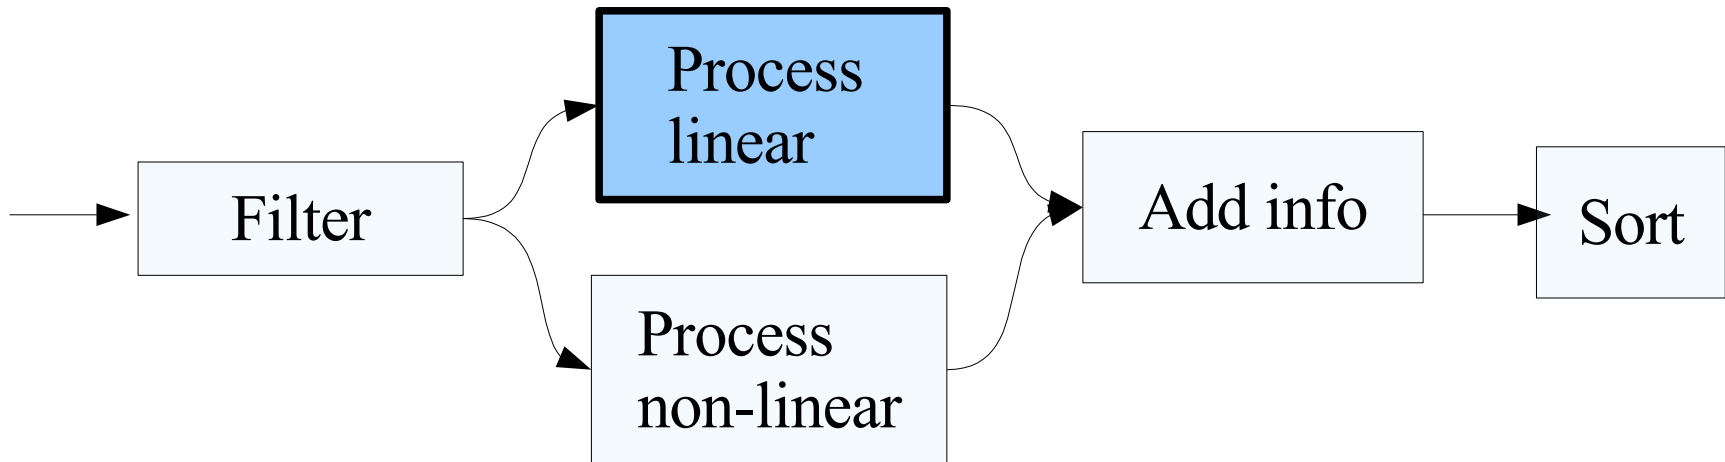 Filter
Process
linear
Process
non-linear
Add info
Sort